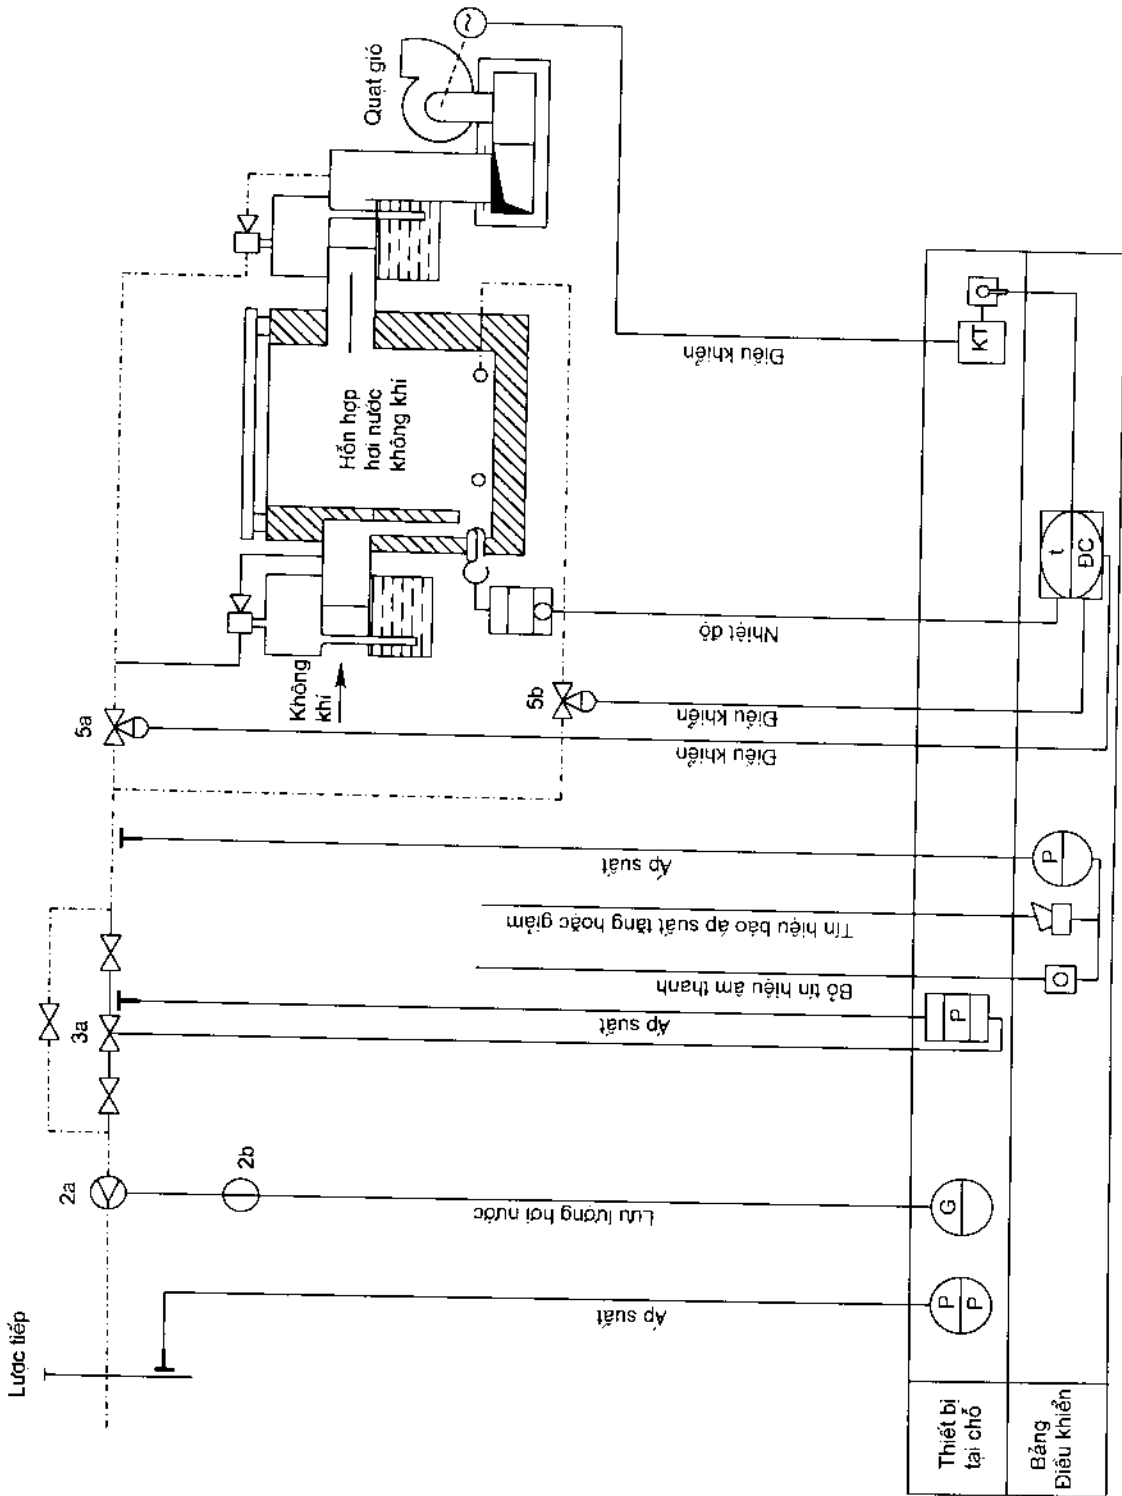 Lược tiếp
2a
2b
3a
5a
5b
Không
khí
Hỗn hợp
hơi nước
không khí
Quạt gió
~
Áp suất
Lưu lượng hơi nước
Áp suất
Bỏ tín hiệu âm thanh
Tín hiệu báo áp suất tăng hoặc giảm
Áp suất
Điều khiển
Điều khiển
Nhiệt độ
Điều khiển
Thiết bị
tại chỗ
P
P
G
P
KT
Bảng
Điều khiển
P
t
ĐC